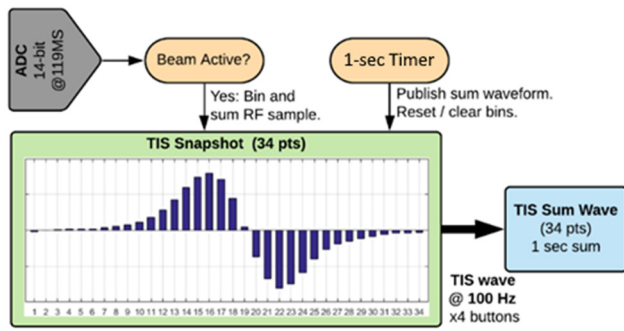 ADC
14-bit
@119MS
Beam Active?
1-sec Timer
Yes: Bin and
sum RF sample.
Publish sum waveform.
Reset / clear bins.
TIS Snapshot (34 pts)
1 2 3 4 5 6 7 8 9 10 11 12 13 14 15 16 17 18 19 20 21 22 23 24 25 26 27 28 29 30 31 32 33 34
TIS Sum Wave
(34 pts)
1 sec sum
TIS wave
@ 100 Hz
x4 buttons